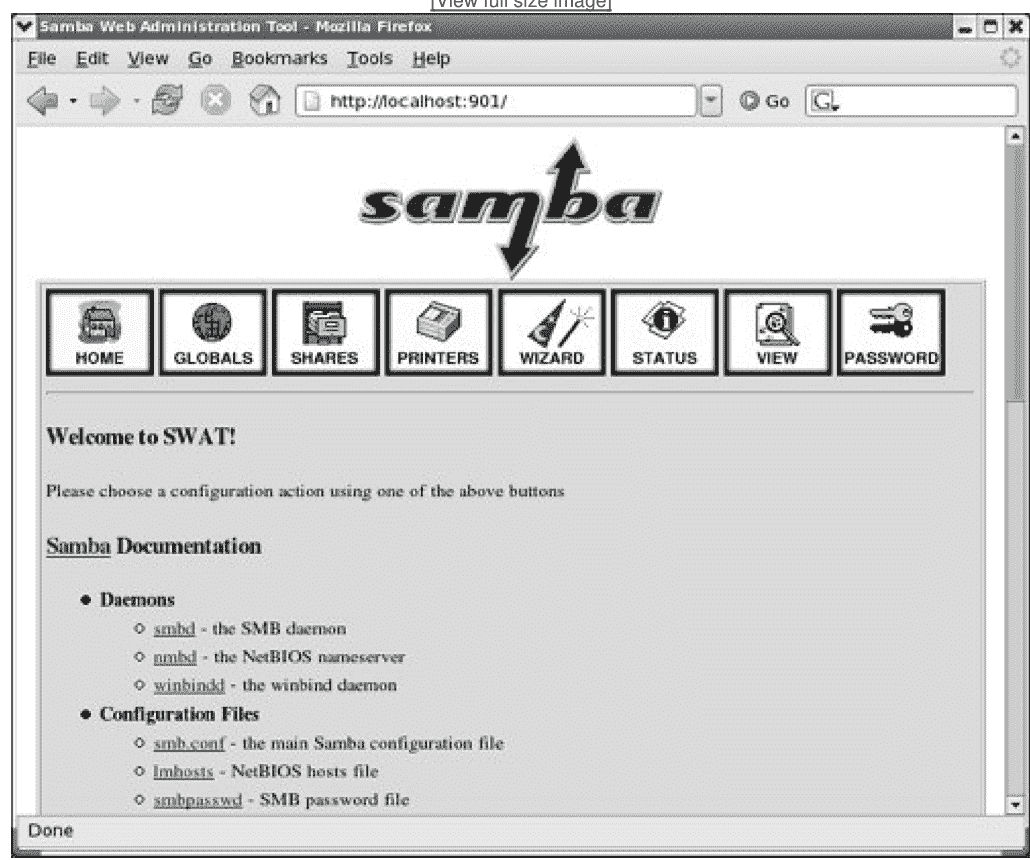 [View full size image]
Samba Web Administration Tool - Mozilla Firefox
File Edit View Go Bookmarks Tools Help
http://localhost:901/ Go G
samba
HOME GLOBALS SHARES PRINTERS WIZARD STATUS VIEW PASSWORD
Welcome to SWAT!
Please choose a configuration action using one of the above buttons
Samba Documentation
Daemons
smbd - the SMB daemon
nmbd - the NetBIOS nameserver
winbindd - the winbind daemon
Configuration Files
smb.conf - the main Samba configuration file
lmhosts - NetBIOS hosts file
smbpasswd - SMB password file
Done